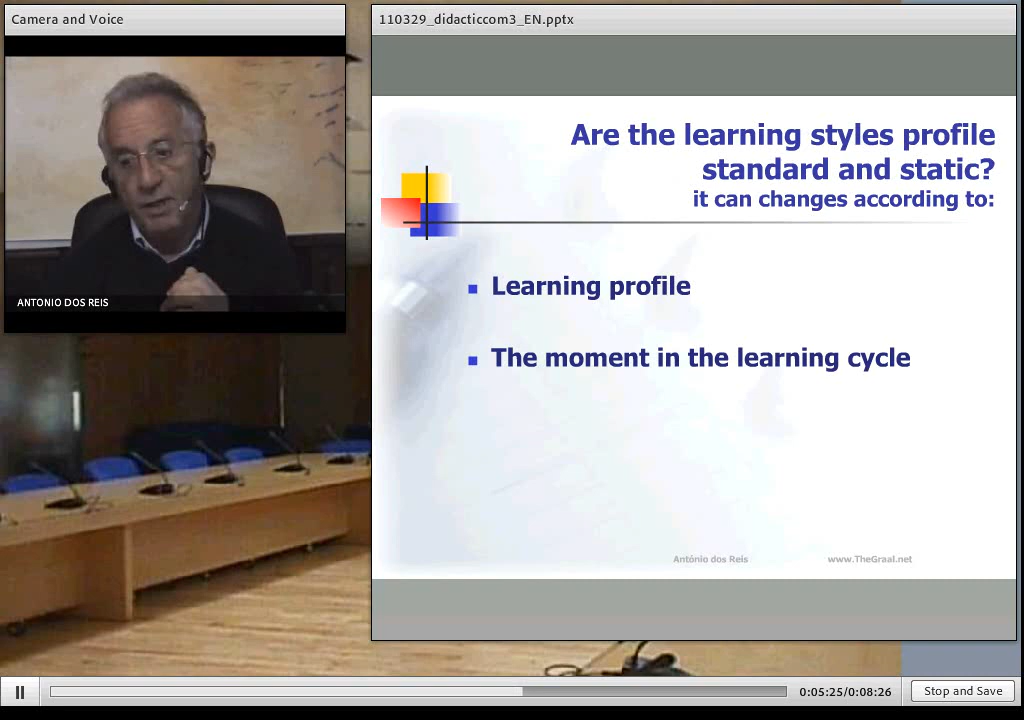 Camera and Voice
ANTONIO DOS REIS
110329_didacticcom3_EN.pptx
Are the learning styles profile
standard and static?
it can changes according to:
Learning profile
The moment in the learning cycle
António dos Reis
www.TheGraal.net
0:05:25/0:08:26
Stop and Save